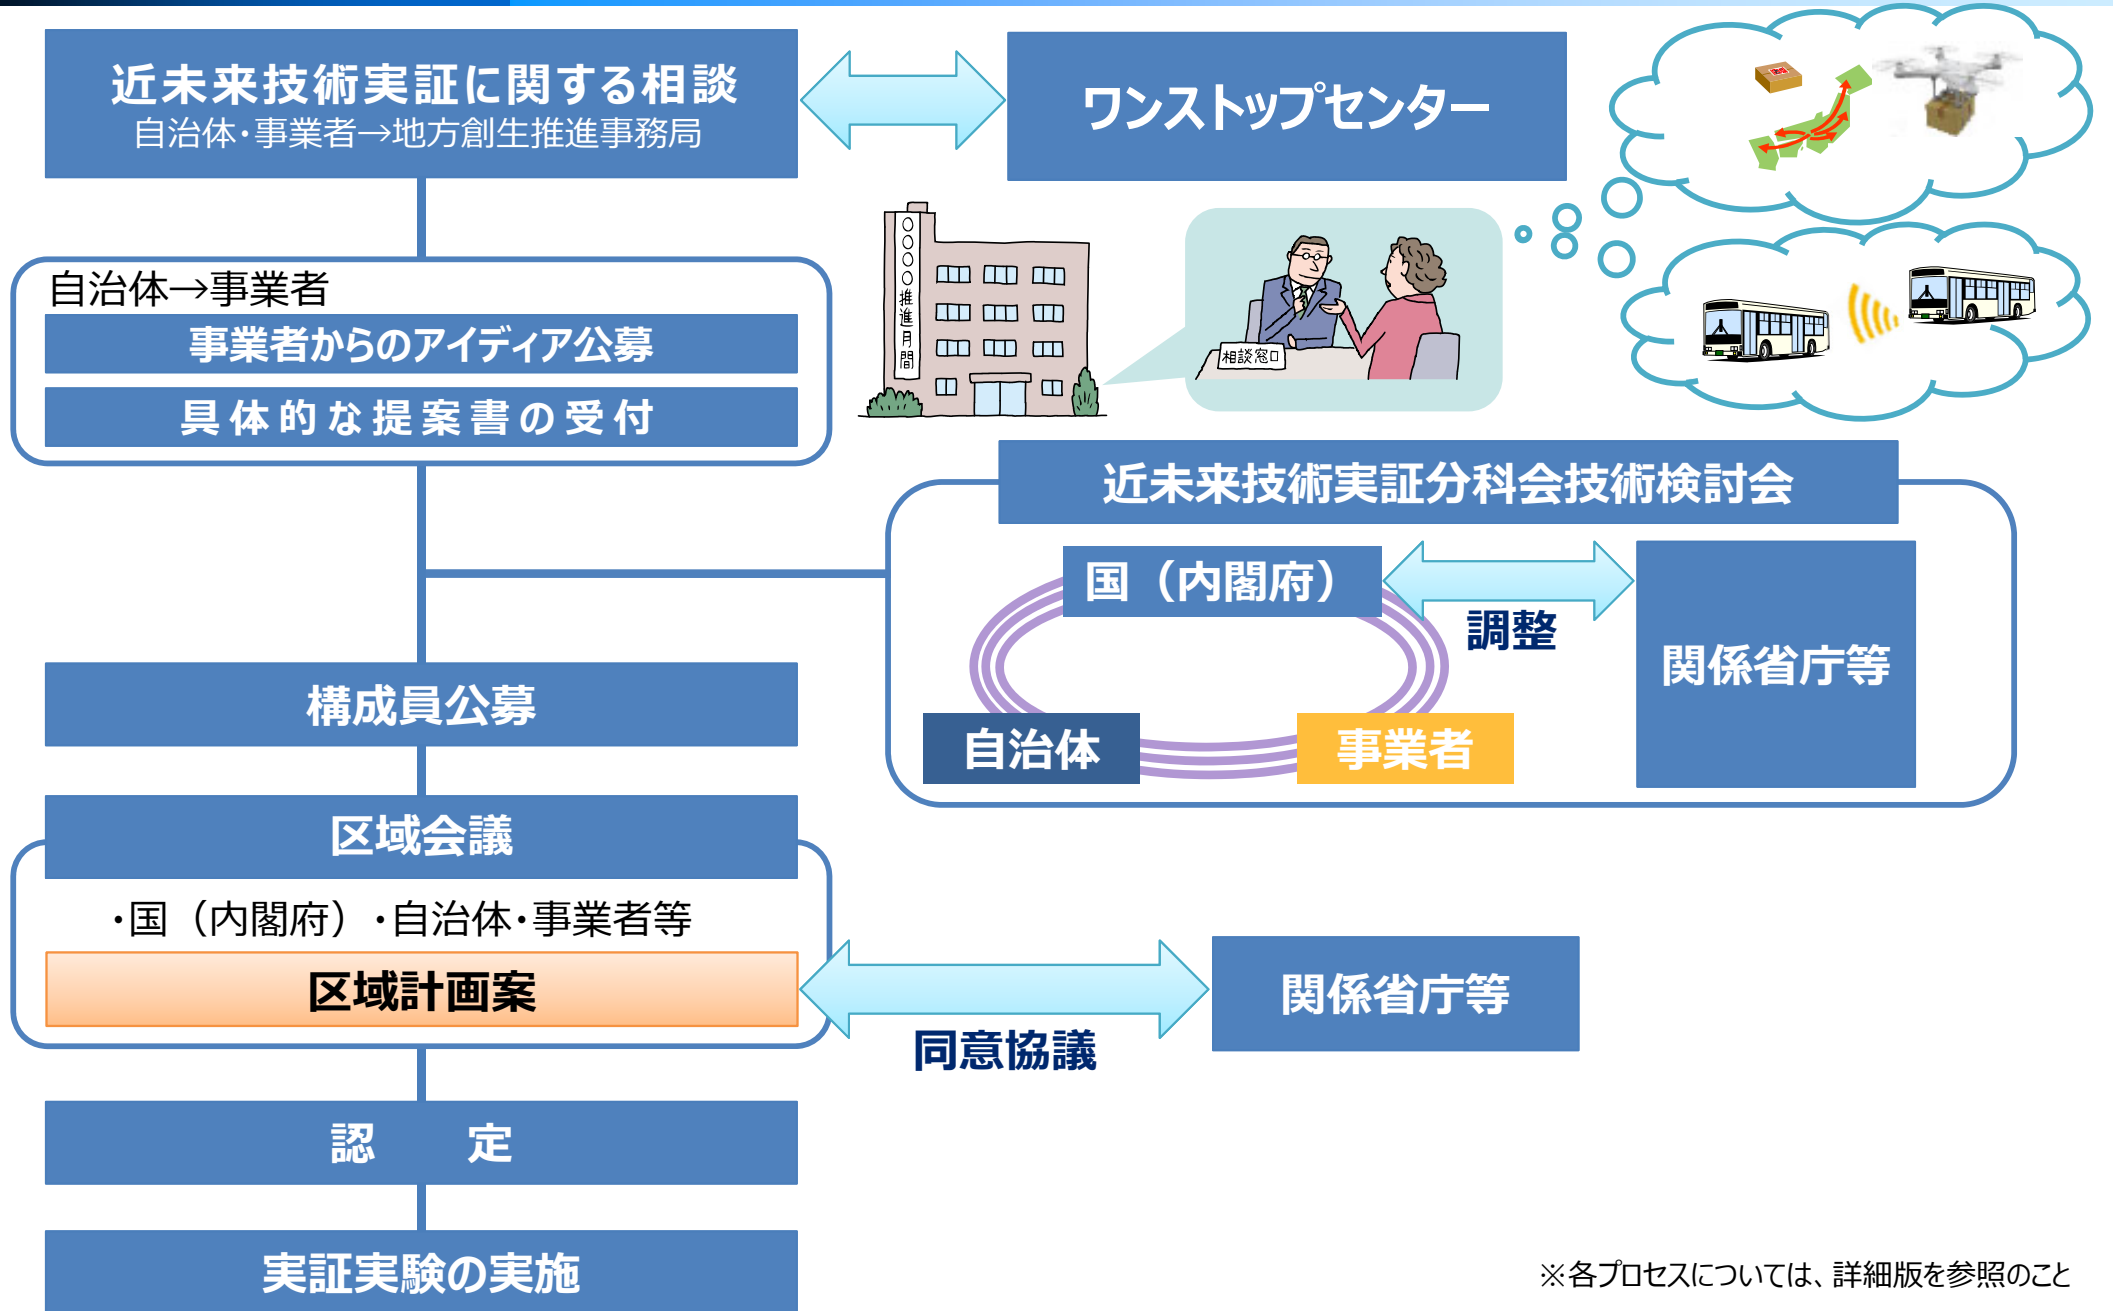 近未来技術実証に関する相談
自治体・事業者→地方創生推進事務局
ワンストップセンター
〇〇〇〇推進月間
相談窓口
自治体→事業者
事業者からのアイディア公募
具体的な提案書の受付
近未来技術実証分科会技術検討会
国（内閣府）
調整
関係省庁等
自治体
事業者
構成員公募
区域会議
・国（内閣府）・自治体・事業者等
区域計画案
同意協議
関係省庁等
認　　定
実証実験の実施
※各プロセスについては、詳細版を参照のこと